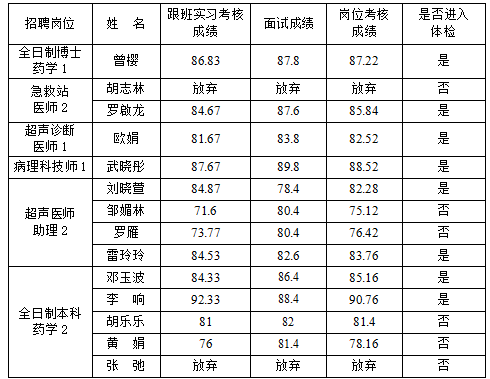 招聘岗位 姓 名 跟班实习考核成绩 面试成绩 岗位考核成绩 是否进入体检
全日制博士药学1 曾樱 86.83 87.8 87.22 是
急救站医师2 胡志林 放弃 放弃 放弃 否
罗啟龙 84.67 87.6 85.84 是
超声诊断医师1 欧娟 81.67 83.8 82.52 是
病理科技师1 武晓彤 87.67 89.8 88.52 是
超声医师助理2 刘晓萱 84.87 78.4 82.28 是
邹媚林 71.6 80.4 75.12 否
罗雁 73.77 80.4 76.42 否
雷玲玲 84.53 82.6 83.76 是
全日制本科药学2 邓玉波 84.33 86.4 85.16 是
李 响 92.33 88.4 90.76 是
胡乐乐 81 82 81.4 否
黄 娟 76 81.4 78.16 否
张 弛 放弃 放弃 放弃 否